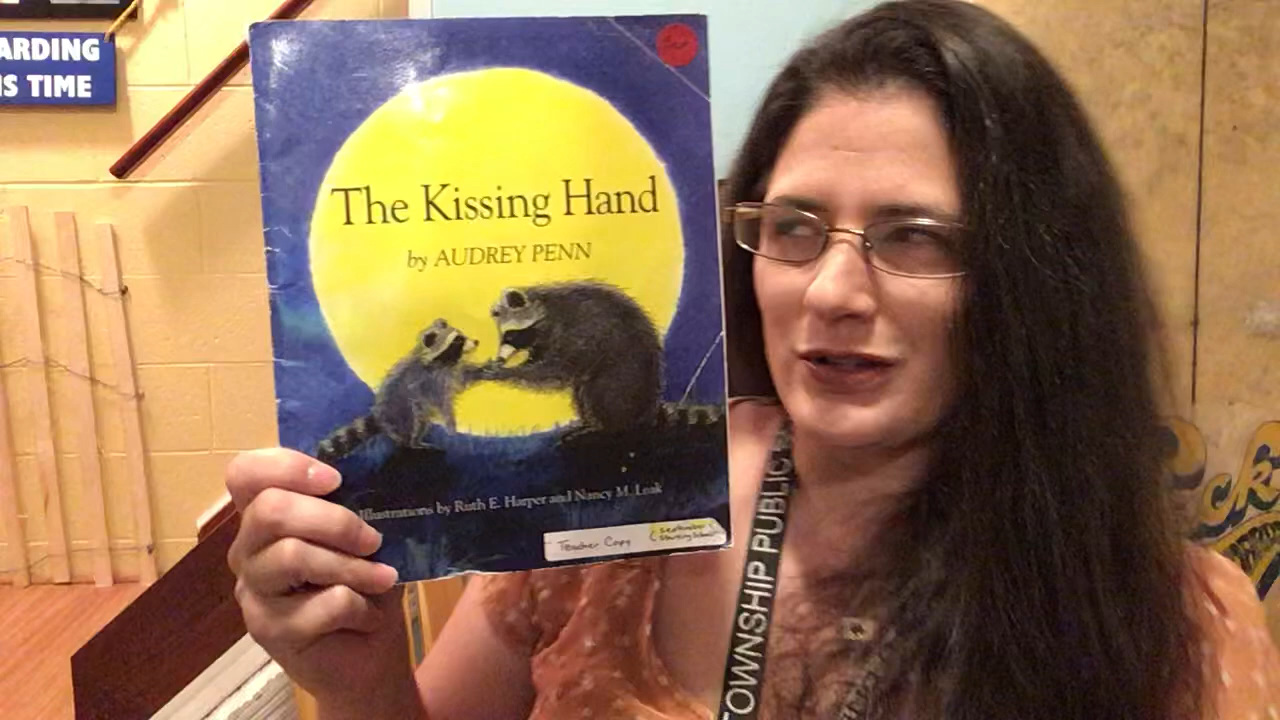 ARDING
S TIME
The Kissing Hand
by AUDREY PENN
Illustrations by Ruth E. Harper and Nancy M. Leak
Teacher Copy
September
TOWNSHIP PUBLIC